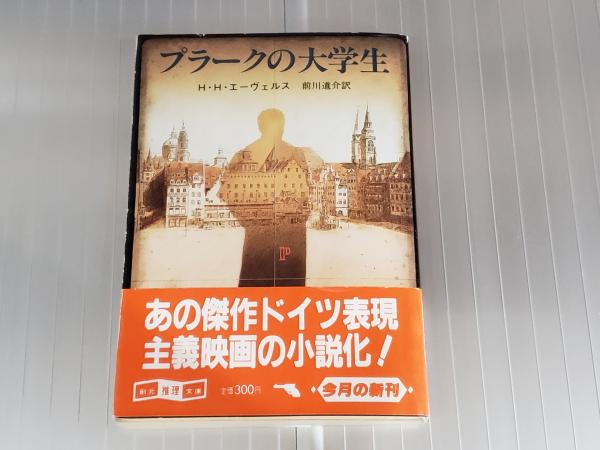 プラークの大学生
H・H・エーヴェルス 前川道介訳
あの傑作ドイツ表現
主義映画の小説化!
創元 推理 文庫
定価300円
今月の新刊